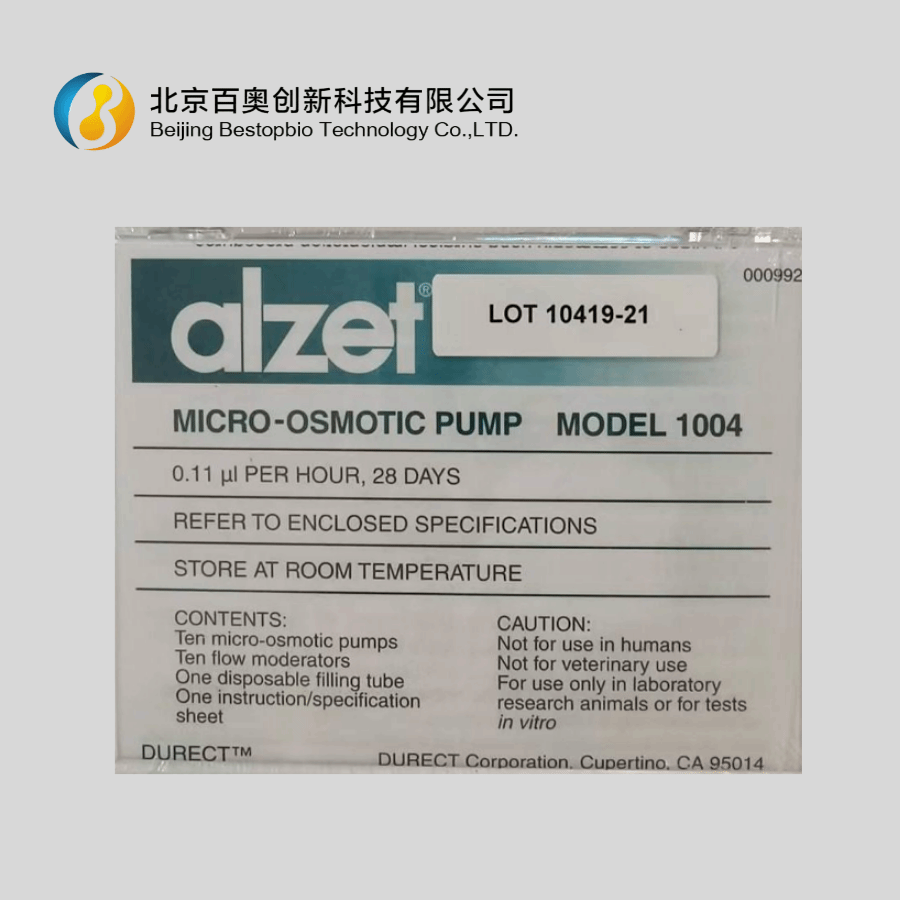 北京百奥创新科技有限公司
Beijing Bestopbio Technology Co.,LTD.
000992
alzet®
LOT 10419-21
MICRO-OSMOTIC PUMP MODEL 1004
0.11 µl PER HOUR, 28 DAYS
REFER TO ENCLOSED SPECIFICATIONS
STORE AT ROOM TEMPERATURE
CONTENTS:
Ten micro-osmotic pumps
Ten flow moderators
One disposable filling tube
One instruction/specification
sheet
CAUTION:
Not for use in humans
Not for veterinary use
For use only in laboratory
research animals or for tests
in vitro
DURECT™
DURECT Corporation, Cupertino, CA 95014